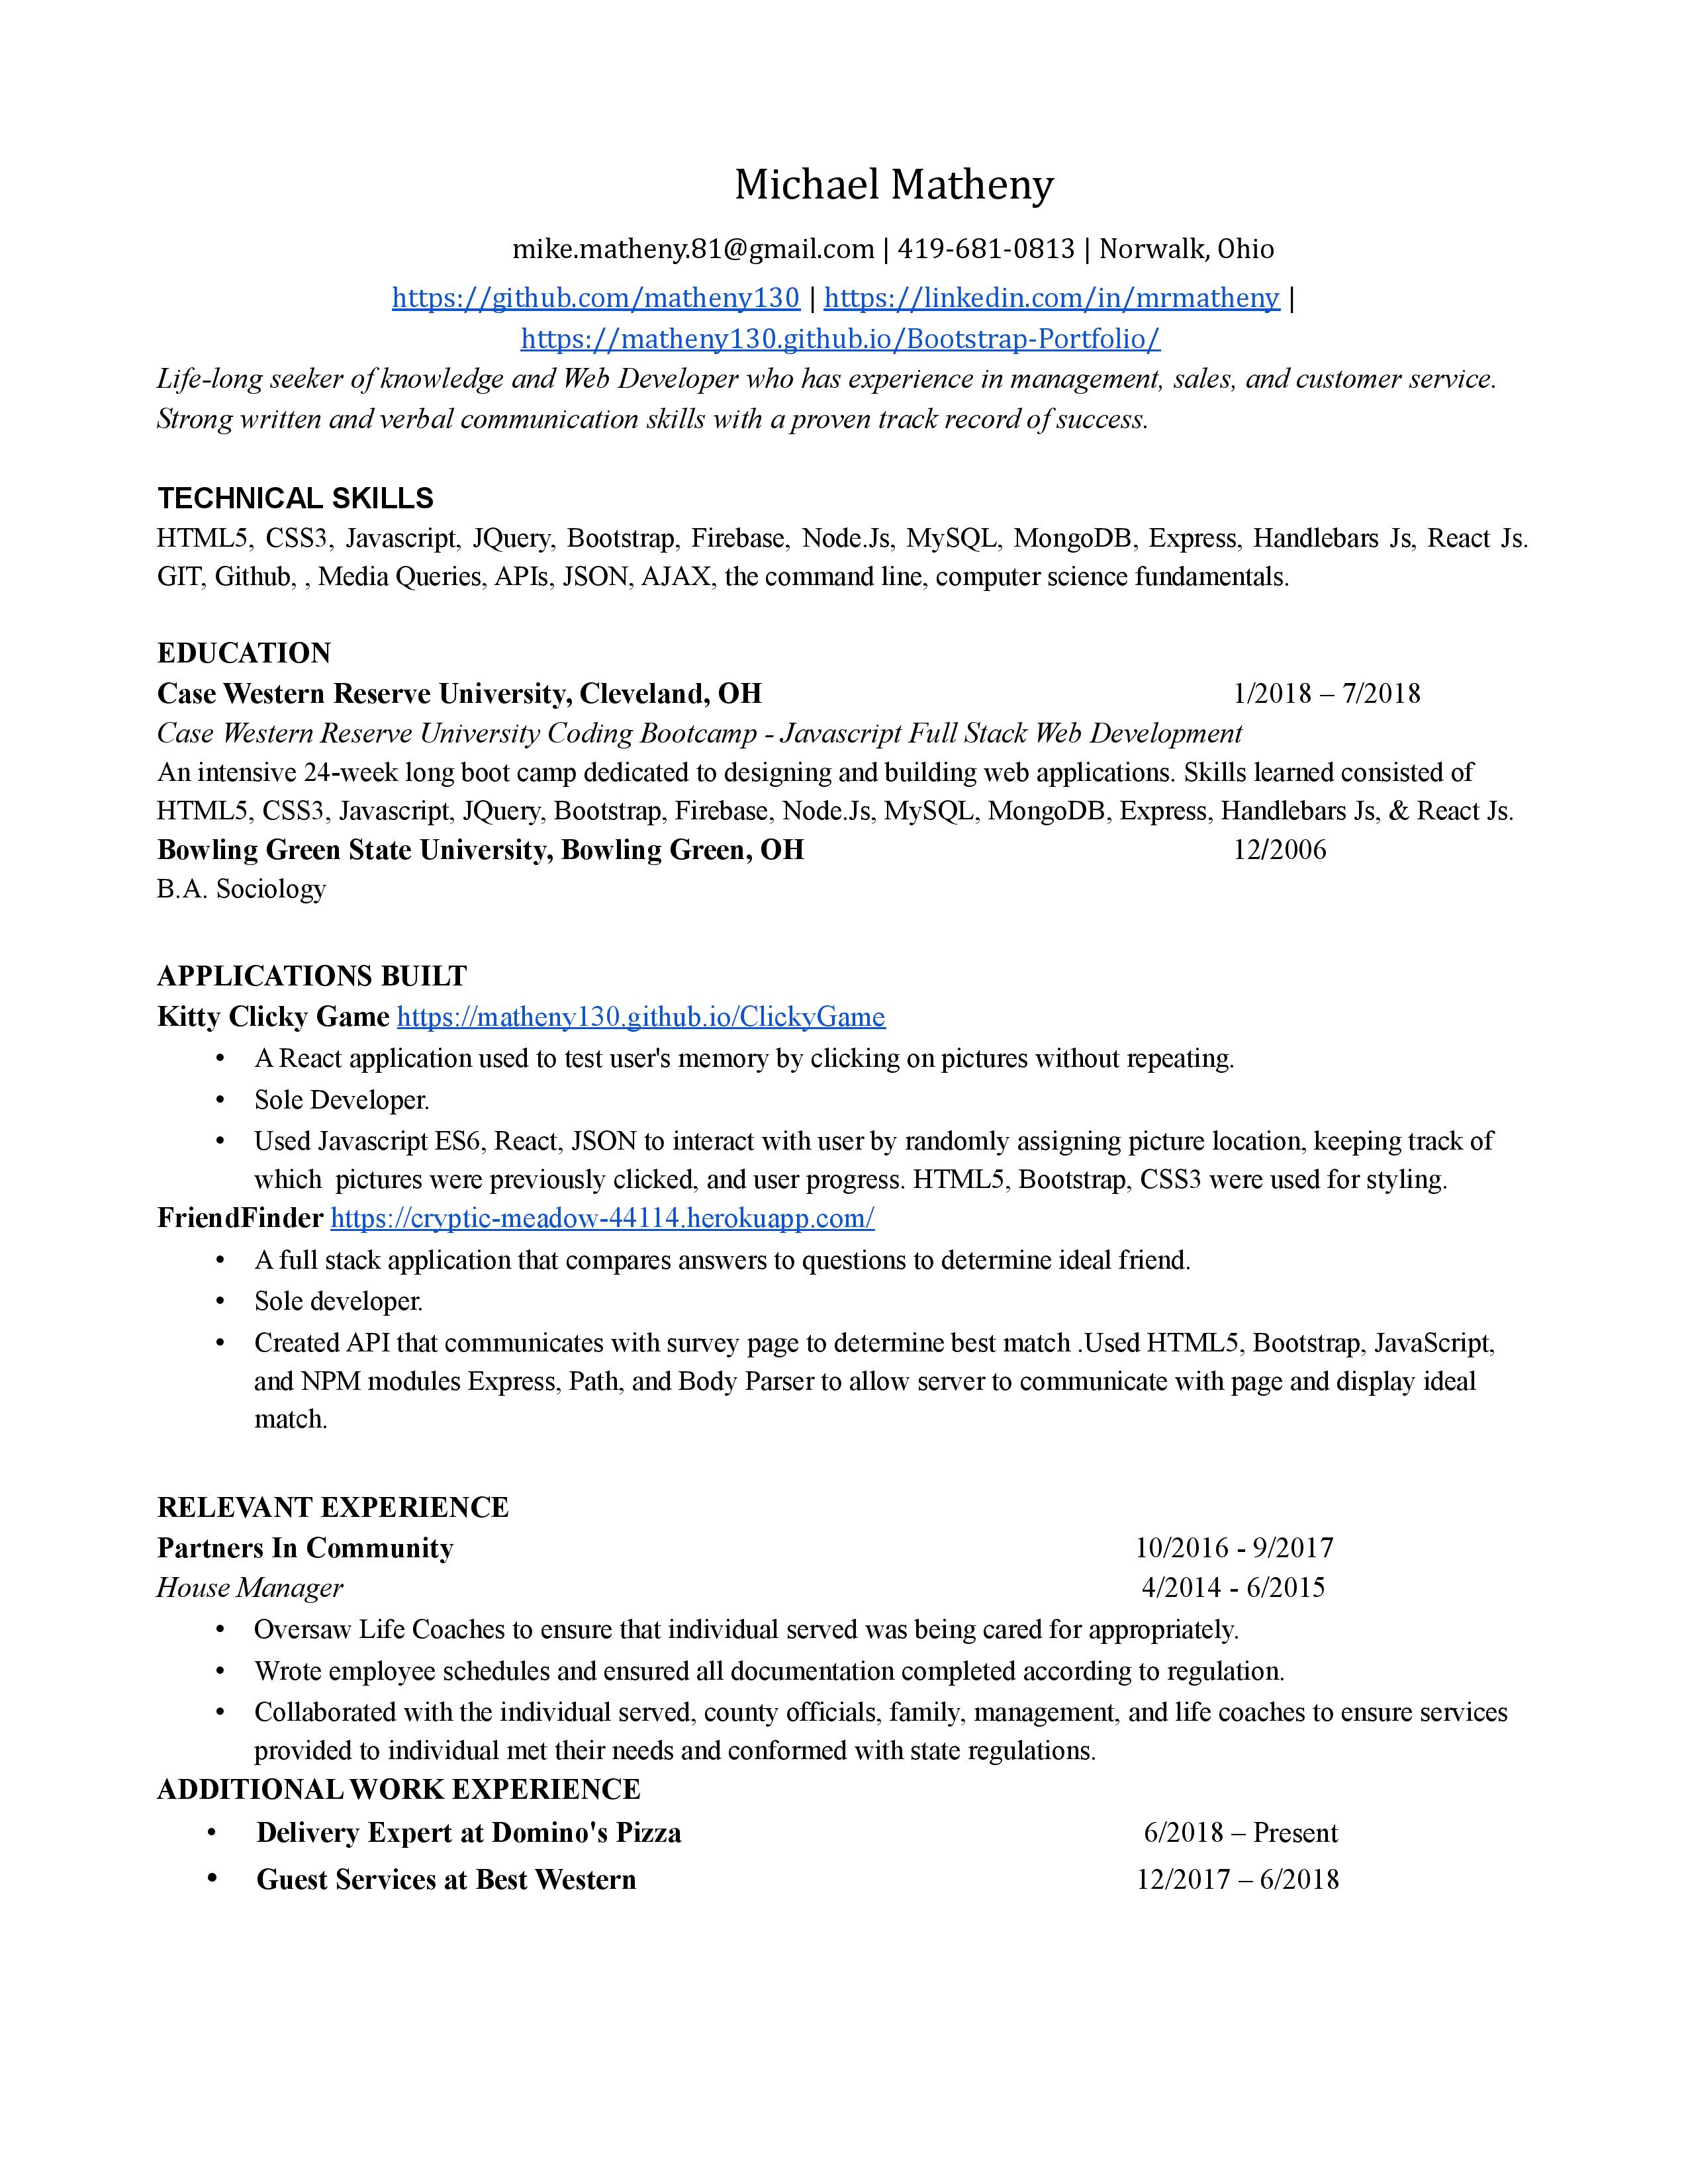 Michael Matheny
mike.matheny.81@gmail.com | 419-681-0813 | Norwalk, Ohio
https://github.com/matheny130 | https://linkedin.com/in/mrmatheny |
https://matheny130.github.io/Bootstrap-Portfolio/
Life-long seeker of knowledge and Web Developer who has experience in management, sales, and customer service.
Strong written and verbal communication skills with a proven track record of success.
TECHNICAL SKILLS
HTML5, CSS3, Javascript, JQuery, Bootstrap, Firebase, Node.Js, MySQL, MongoDB, Express, Handlebars Js, React Js.
GIT, Github, , Media Queries, APIs, JSON, AJAX, the command line, computer science fundamentals.
EDUCATION
Case Western Reserve University, Cleveland, OH 1/2018 – 7/2018
Case Western Reserve University Coding Bootcamp - Javascript Full Stack Web Development
An intensive 24-week long boot camp dedicated to designing and building web applications. Skills learned consisted of
HTML5, CSS3, Javascript, JQuery, Bootstrap, Firebase, Node.Js, MySQL, MongoDB, Express, Handlebars Js, & React Js.
Bowling Green State University, Bowling Green, OH 12/2006
B.A. Sociology
APPLICATIONS BUILT
Kitty Clicky Game https://matheny130.github.io/ClickyGame
• A React application used to test user's memory by clicking on pictures without repeating.
• Sole Developer.
• Used Javascript ES6, React, JSON to interact with user by randomly assigning picture location, keeping track of
which  pictures were previously clicked, and user progress. HTML5, Bootstrap, CSS3 were used for styling.
FriendFinder https://cryptic-meadow-44114.herokuapp.com/
• A full stack application that compares answers to questions to determine ideal friend.
• Sole developer.
• Created API that communicates with survey page to determine best match .Used HTML5, Bootstrap, JavaScript,
and NPM modules Express, Path, and Body Parser to allow server to communicate with page and display ideal
match.
RELEVANT EXPERIENCE
Partners In Community 10/2016 - 9/2017
House Manager 4/2014 - 6/2015
• Oversaw Life Coaches to ensure that individual served was being cared for appropriately.
• Wrote employee schedules and ensured all documentation completed according to regulation.
• Collaborated with the individual served, county officials, family, management, and life coaches to ensure services
provided to individual met their needs and conformed with state regulations.
ADDITIONAL WORK EXPERIENCE
• Delivery Expert at Domino's Pizza 6/2018 – Present
• Guest Services at Best Western 12/2017 – 6/2018